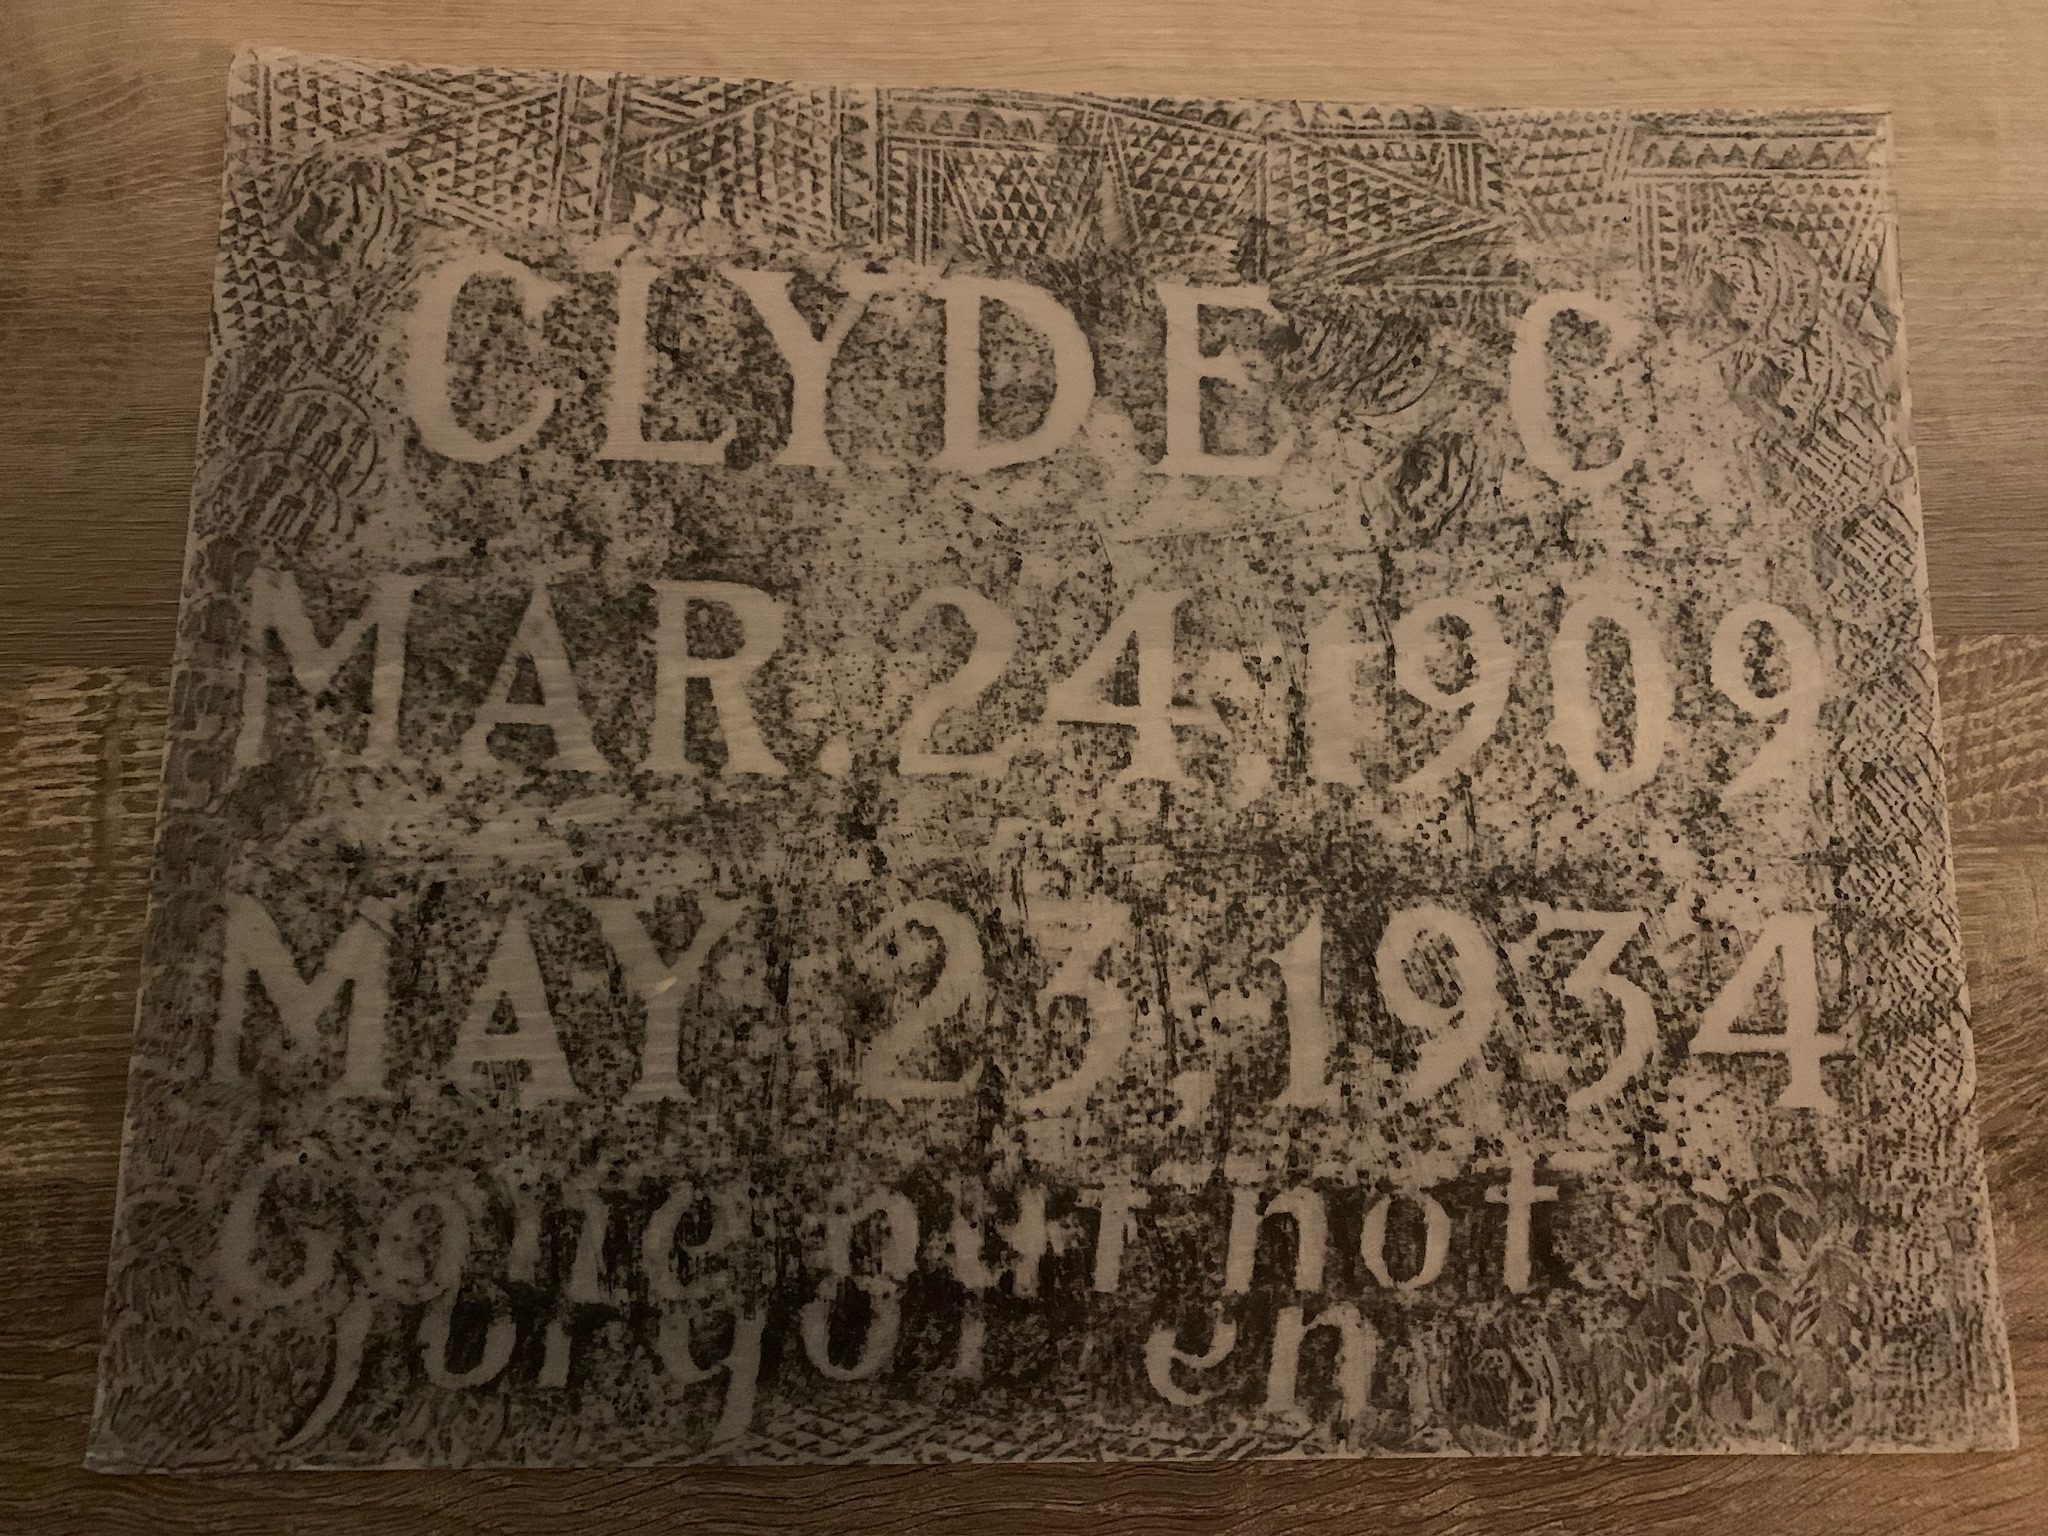 CLYDE C
MAR. 24, 1909
MAY 23, 1934
Gone but not
forgotten